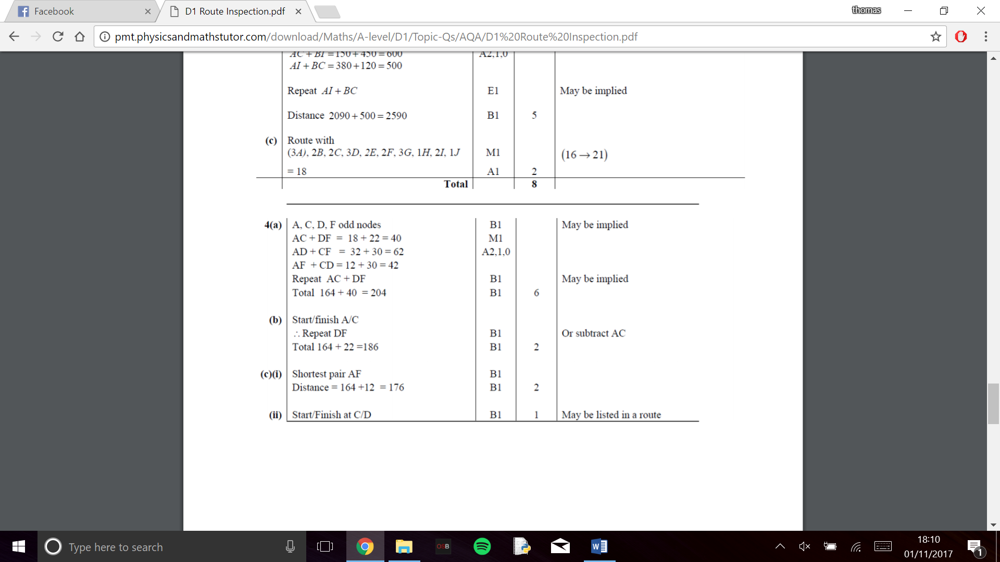 Facebook
D1 Route Inspection.pdf
thomas
pmt.physicsandmathstutor.com/download/Maths/A-level/D1/Topic-Qs/AQA/D1%20Route%20Inspection.pdf
AC + BI = 150 + 450 = 600 A2,1,0
AI + BC = 380 + 120 = 500
Repeat AI + BC E1 May be implied
Distance 2090 + 500 = 2590 B1 5
(c) Route with
(3A), 2B, 2C, 3D, 2E, 2F, 3G, 1H, 2I, 1J M1 (16 → 21)
= 18 A1 2
Total 8
4(a) A, C, D, F odd nodes B1 May be implied
AC + DF = 18 + 22 = 40 M1
AD + CF = 32 + 30 = 62 A2,1,0
AF + CD = 12 + 30 = 42
Repeat AC + DF B1 May be implied
Total 164 + 40 = 204 B1 6
(b) Start/finish A/C
∴ Repeat DF B1 Or subtract AC
Total 164 + 22 =186 B1 2
(c)(i) Shortest pair AF B1
Distance = 164 +12 = 176 B1 2
(ii) Start/Finish at C/D B1 1 May be listed in a route
Type here to search
OSB
W
18:10
01/11/2017
1